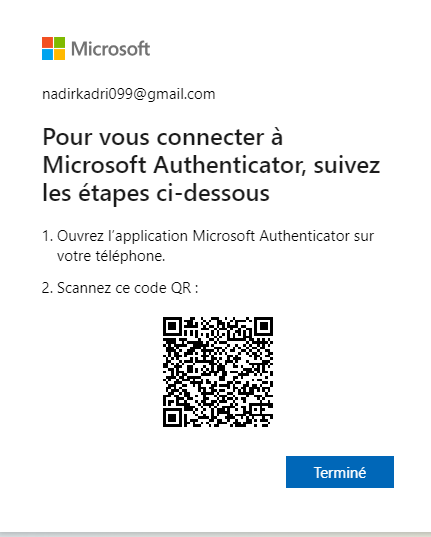 Microsoft
nadirkadri099@gmail.com
Pour vous connecter à
Microsoft Authenticator, suivez
les étapes ci-dessous
1. Ouvrez l’application Microsoft Authenticator sur
votre téléphone.
2. Scannez ce code QR :
Terminé